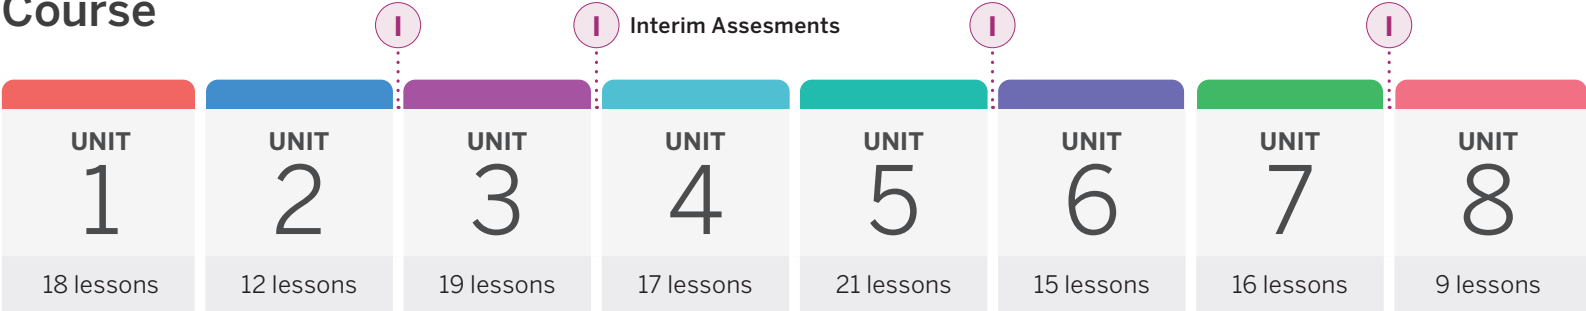 Course
I
I
Interim Assesments
I
I
UNIT
1
18 lessons
UNIT
2
12 lessons
UNIT
3
19 lessons
UNIT
4
17 lessons
UNIT
5
21 lessons
UNIT
6
15 lessons
UNIT
7
16 lessons
UNIT
8
9 lessons